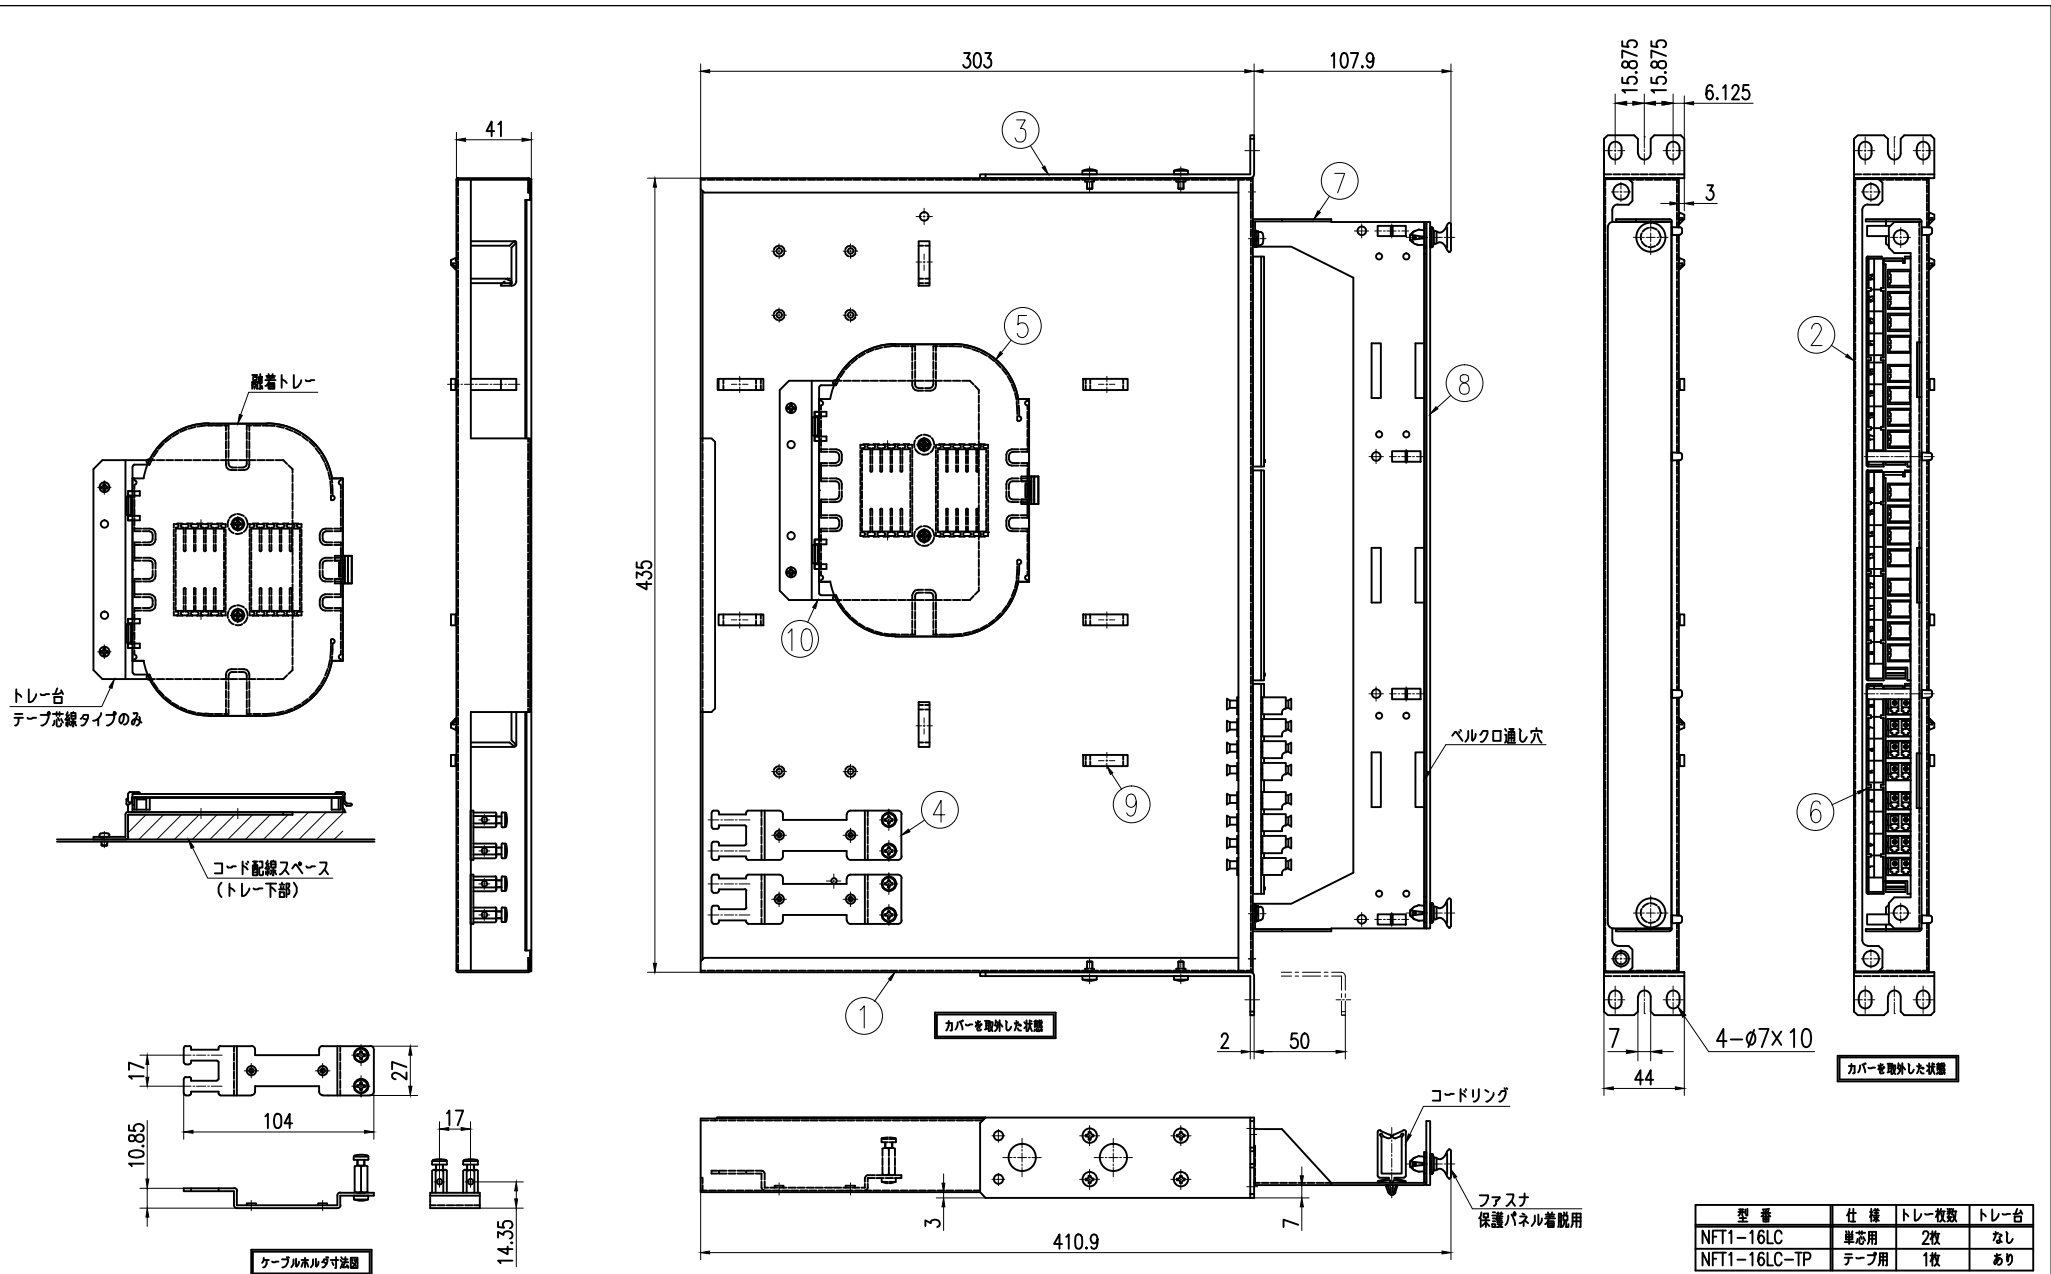 303
107.9
15.875
15.875
6.125
41
3
7
3
5
2
8
融着トレー
435
10
トレー台
テープ芯線タイプのみ
ベルクロ通し穴
9
4
6
コード配線スペース
(トレー下部)
1
カバーを取外した状態
2
50
7
44
4-φ7×10
カバーを取外した状態
17
27
104
10.85
17
14.35
ケーブルホルダ寸法図
コードリング
ファスナ
保護パネル着脱用
3
7
410.9
型 番 仕 様 トレー枚数 トレー台
NFT1-16LC 単芯用 2枚 なし
NFT1-16LC-TP テープ用 1枚 あり